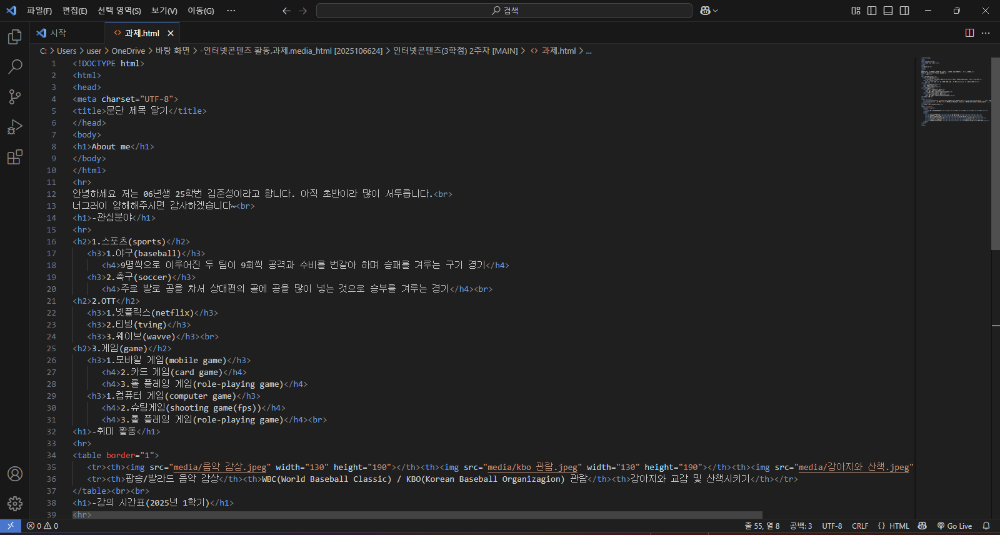 파일(F) 편집(E) 선택 영역(S) 보기(V) 이동(G) ··· 검색
시작 과제.html
C: > Users > user > OneDrive > 바탕 화면 > -인터넷콘텐츠 활동.과제.media_html [2025106624] > 인터넷콘텐츠(3학점) 2주차 [MAIN] > <> 과제.html > ...
1 <!DOCTYPE html>
2 <html>
3 <head>
4 <meta charset="UTF-8">
5 <title>문단 제목 달기</title>
6 </head>
7 <body>
8 <h1>About me</h1>
9 </body>
10 </html>
11 <hr>
12 안녕하세요 저는 06년생 25학번 김준성이라고 합니다. 아직 초반이라 많이 서투릅니다.<br>
13 너그러이 양해해주시면 감사하겠습니다~<br>
14 <h1>-관심분야</h1>
15 <hr>
16 <h2>1.스포츠(sports)</h2>
17 <h3>1.야구(baseball)</h3>
18 <h4>9명씩으로 이루어진 두 팀이 9회씩 공격과 수비를 번갈아 하며 승패를 겨루는 구기 경기</h4>
19 <h3>2.축구(soccer)</h3>
20 <h4>주로 발로 공을 차서 상대편의 골에 공을 많이 넣는 것으로 승부를 겨루는 경기</h4><br>
21 <h2>2.OTT</h2>
22 <h3>1.넷플릭스(netflix)</h3>
23 <h3>2.티빙(tving)</h3>
24 <h3>3.웨이브(wavve)</h3><br>
25 <h2>3.게임(game)</h2>
26 <h3>1.모바일 게임(mobile game)</h3>
27 <h4>2.카드 게임(card game)</h4>
28 <h4>3.롤 플레잉 게임(role-playing game)</h4>
29 <h3>1.컴퓨터 게임(computer game)</h3>
30 <h4>2.슈팅게임(shooting game(fps))</h4>
31 <h4>3.롤 플레잉 게임(role-playing game)</h4><br>
32 <h1>-취미 활동</h1>
33 <hr>
34 <table border="1">
35 <tr><th><img src="media/음악 감상.jpeg" width="130" height="190"></th><th><img src="media/kbo 관람.jpeg" width="130" height="190"></th><th><img src="media/강아지와 산책.jpeg"
36 <tr><th>팝송/발라드 음악 감상</th><th>WBC(World Baseball Classic) / KBO(Korean Baseball Organizagion) 관람</th><th>강아지와 교감 및 산책시키기</th></tr>
37 </table><br><br>
38 <h1>-강의 시간표(2025년 1학기)</h1>
39 <hr>
0 0 줄 55, 열 8 공백: 3 UTF-8 CRLF {} HTML Go Live